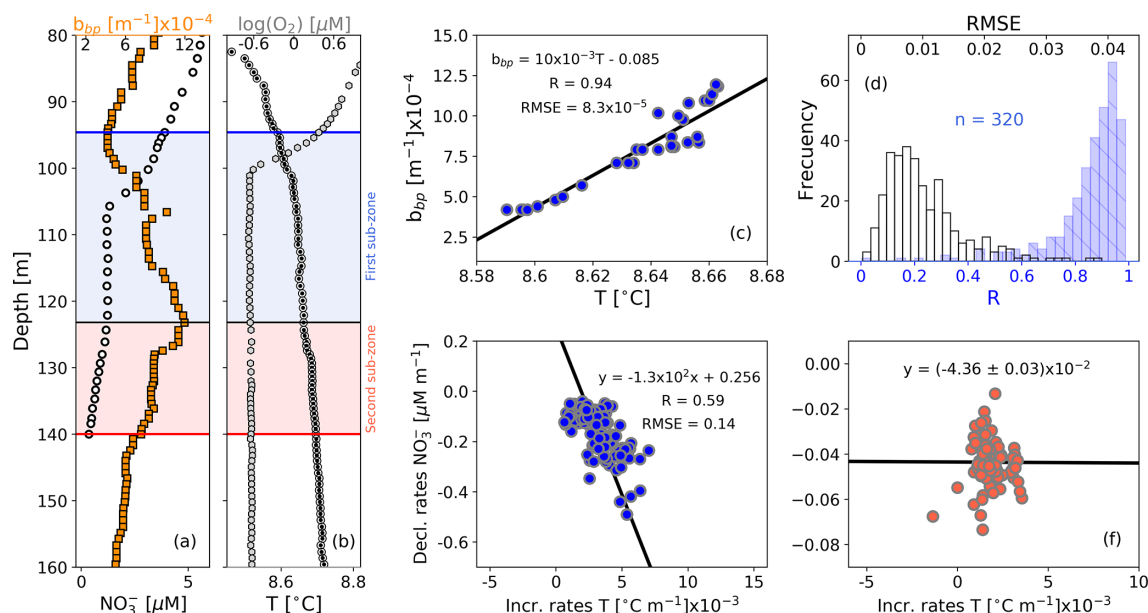 b_bp [m⁻¹]x10⁻⁴
2 6 12
80
90
100
110
120
130
140
150
160
Depth [m]
(a)
0 5
NO₃⁻ [μM]
log(O₂) [μM]
-0.6 0 0.6
First sub-zone
Second sub-zone
(b)
8.6 8.8
T [°C]
b_bp = 10x10⁻³T - 0.085
R = 0.94
RMSE = 8.3x10⁻⁵
15.0
12.5
10.0
7.5
5.0
2.5
b_bp [m⁻¹]x10⁻⁴
(c)
8.58 8.6 8.62 8.64 8.66 8.68
T [°C]
RMSE
0 0.01 0.02 0.03 0.04
(d)
n = 320
60
40
20
0
Frecuency
0 0.2 0.4 0.6 0.8 1
R
0.2
0.0
-0.2
-0.4
-0.6
Decl. rates NO₃⁻ [μM m⁻¹]
y = -1.3x10²x + 0.256
R = 0.59
RMSE = 0.14
-5 0 5 10
Incr. rates T [°C m⁻¹]x10⁻³
y = (-4.36 ± 0.03)x10⁻²
−0.00
−0.02
−0.04
−0.06
−0.08
(f)
-5 0 5 10
Incr. rates T [°C m⁻¹]x10⁻³